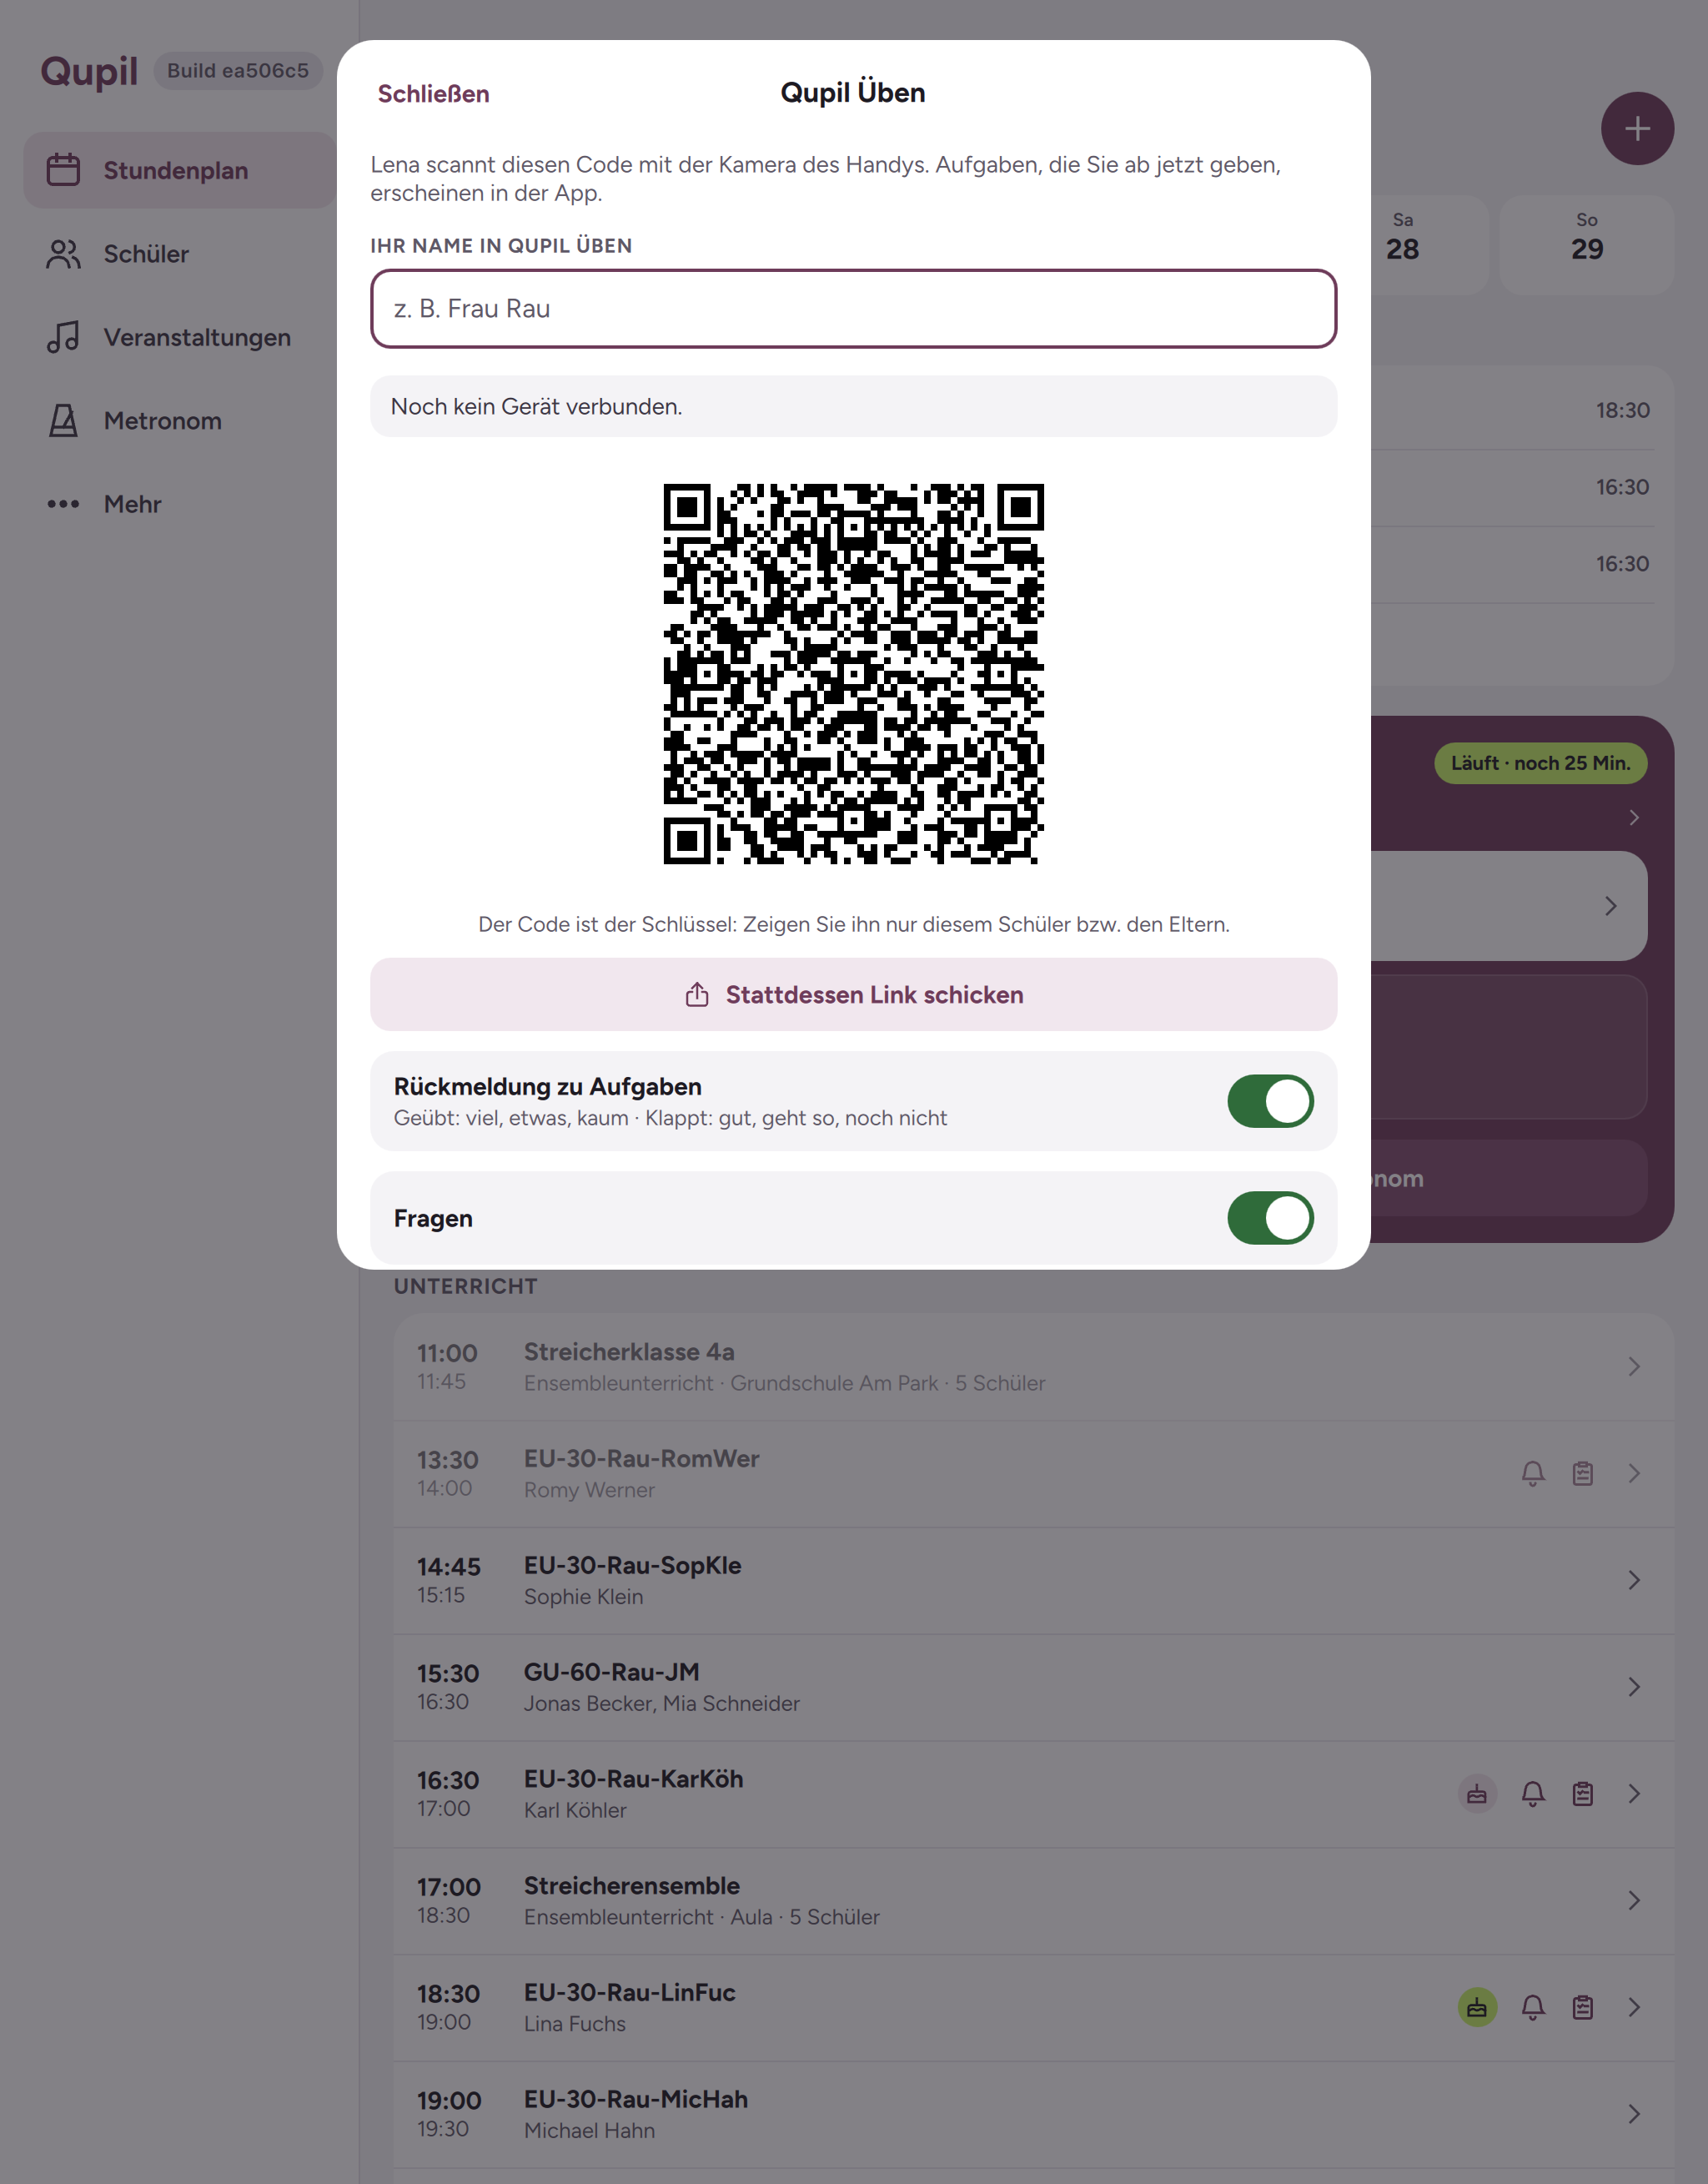 Qupil
Build ea506c5
Stundenplan
Schüler
Veranstaltungen
Metronom
Mehr
Schließen
Qupil Üben
Lena scannt diesen Code mit der Kamera des Handys. Aufgaben, die Sie ab jetzt geben,
erscheinen in der App.
IHR NAME IN QUPIL ÜBEN
z. B. Frau Rau
Noch kein Gerät verbunden.
Der Code ist der Schlüssel: Zeigen Sie ihn nur diesem Schüler bzw. den Eltern.
Stattdessen Link schicken
Rückmeldung zu Aufgaben
Geübt: viel, etwas, kaum · Klappt: gut, geht so, noch nicht
Fragen
Sa
28
So
29
18:30
16:30
16:30
Läuft · noch 25 Min.
UNTERRICHT
11:00
11:45
Streicherklasse 4a
Ensembleunterricht · Grundschule Am Park · 5 Schüler
13:30
14:00
EU-30-Rau-RomWer
Romy Werner
14:45
15:15
EU-30-Rau-SopKle
Sophie Klein
15:30
16:30
GU-60-Rau-JM
Jonas Becker, Mia Schneider
16:30
17:00
EU-30-Rau-KarKöh
Karl Köhler
17:00
18:30
Streicherensemble
Ensembleunterricht · Aula · 5 Schüler
18:30
19:00
EU-30-Rau-LinFuc
Lina Fuchs
19:00
19:30
EU-30-Rau-MicHah
Michael Hahn